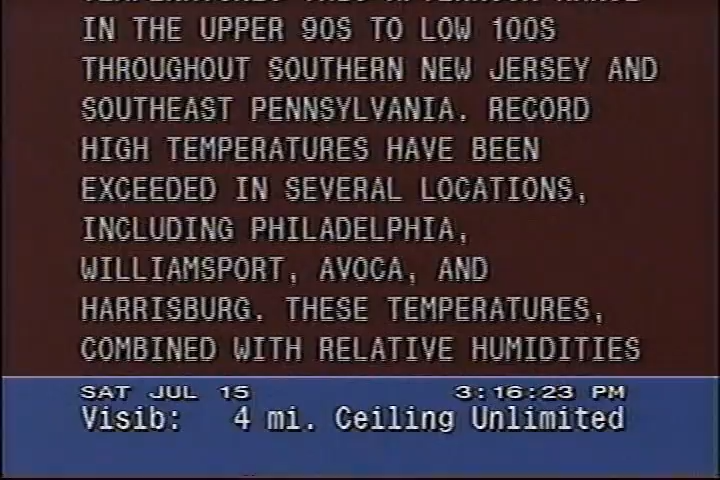 IN THE UPPER 90S TO LOW 100S
THROUGHOUT SOUTHERN NEW JERSEY AND
SOUTHEAST PENNSYLVANIA. RECORD
HIGH TEMPERATURES HAVE BEEN
EXCEEDED IN SEVERAL LOCATIONS,
INCLUDING PHILADELPHIA,
WILLIAMSPORT, AVOCA, AND
HARRISBURG. THESE TEMPERATURES,
COMBINED WITH RELATIVE HUMIDITIES
SAT JUL 15 3:16:23 PM
Visib: 4 mi. Ceiling Unlimited